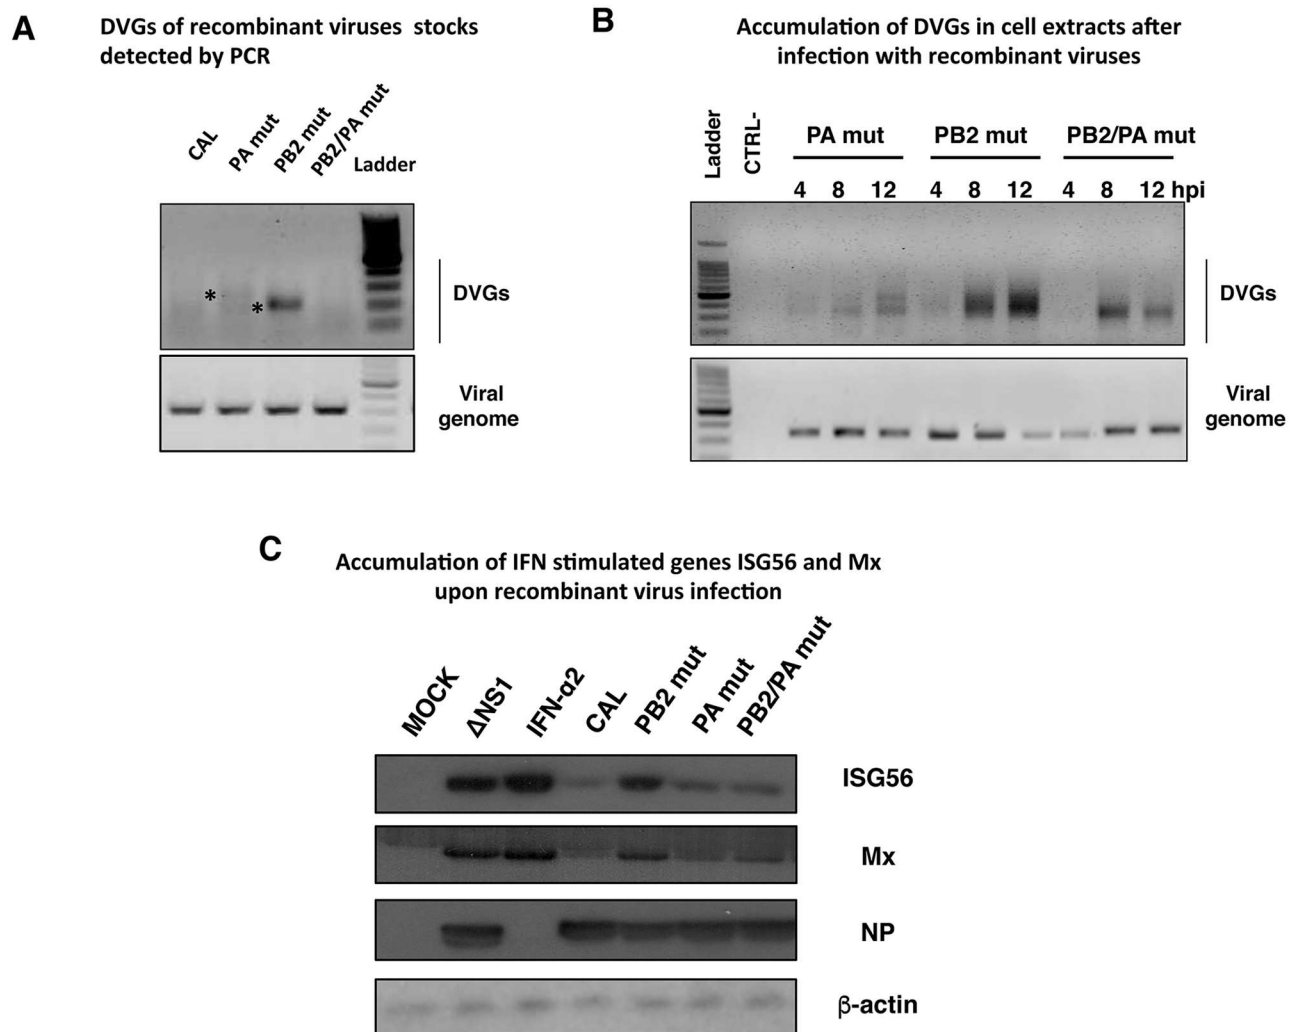 A
DVGs of recombinant viruses stocks
detected by PCR
CAL
PA mut
PB2 mut
PB2/PA mut
Ladder
*
*
DVGs
Viral
genome
B
Accumulation of DVGs in cell extracts after
infection with recombinant viruses
Ladder
CTRL-
PA mut
PB2 mut
PB2/PA mut
4 8 12 4 8 12 4 8 12 hpi
DVGs
Viral
genome
C
Accumulation of IFN stimulated genes ISG56 and Mx
upon recombinant virus infection
MOCK
ΔNS1
IFN-α2
CAL
PB2 mut
PA mut
PB2/PA mut
ISG56
Mx
NP
β-actin